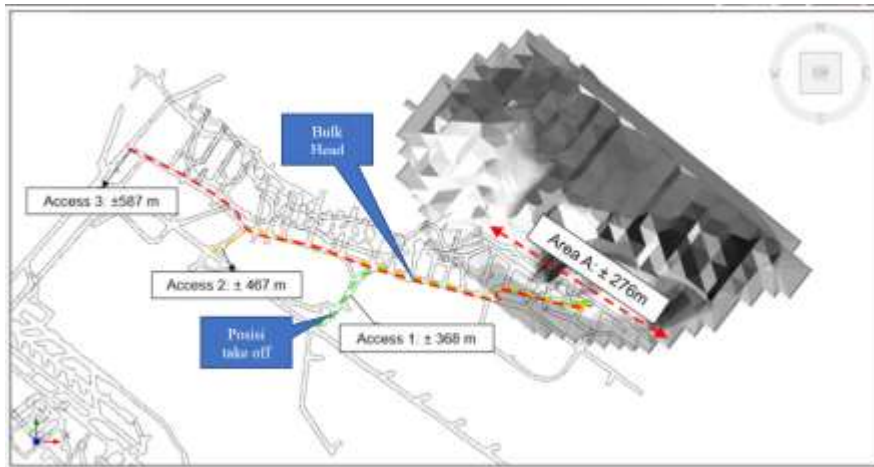 N
Bulk
Head
Access 3: ±587 m
Area A: ± 276m
Access 2: ± 467 m
Posisi
take off
Access 1: ± 368 m